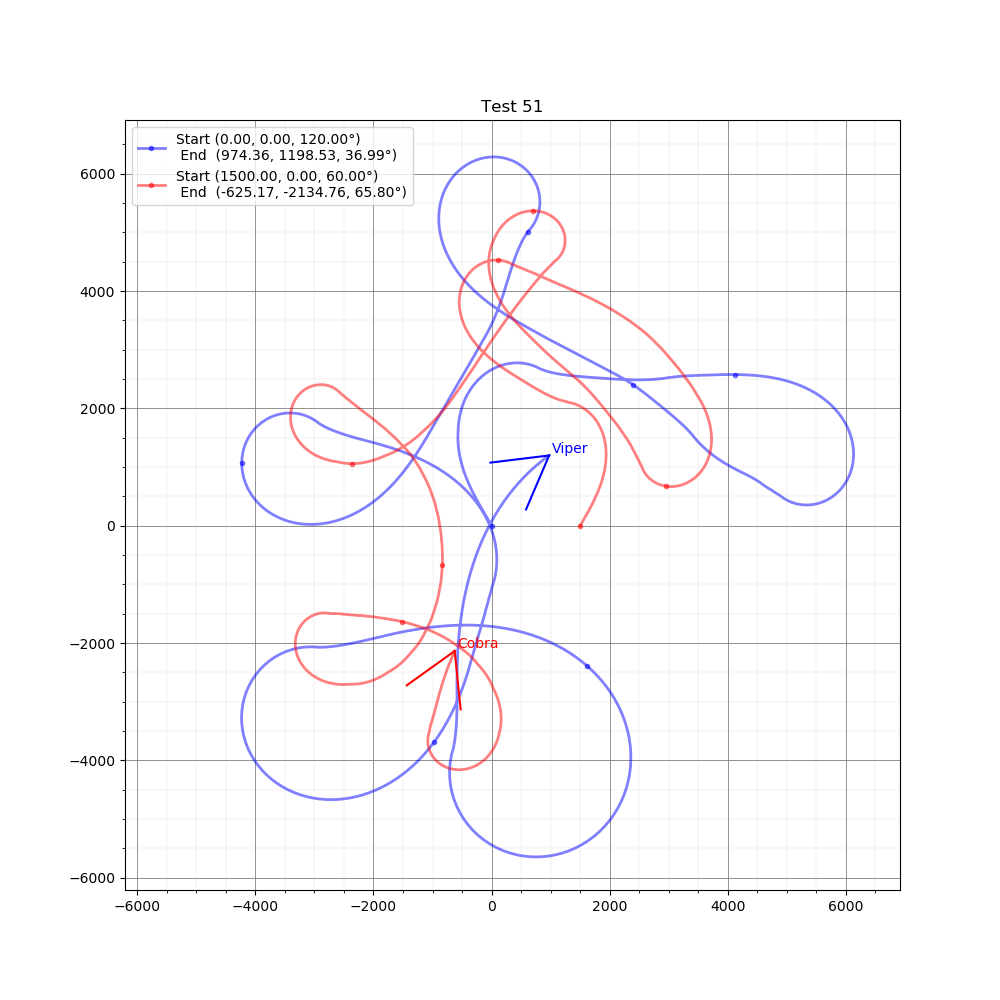 Test 51
Start (0.00, 0.00, 120.00°)
End (974.36, 1198.53, 36.99°)
Start (1500.00, 0.00, 60.00°)
End (-625.17, -2134.76, 65.80°)
6000
4000
2000
0
−2000
−4000
−6000
Viper
Cobra
−6000 −4000 −2000 0 2000 4000 6000